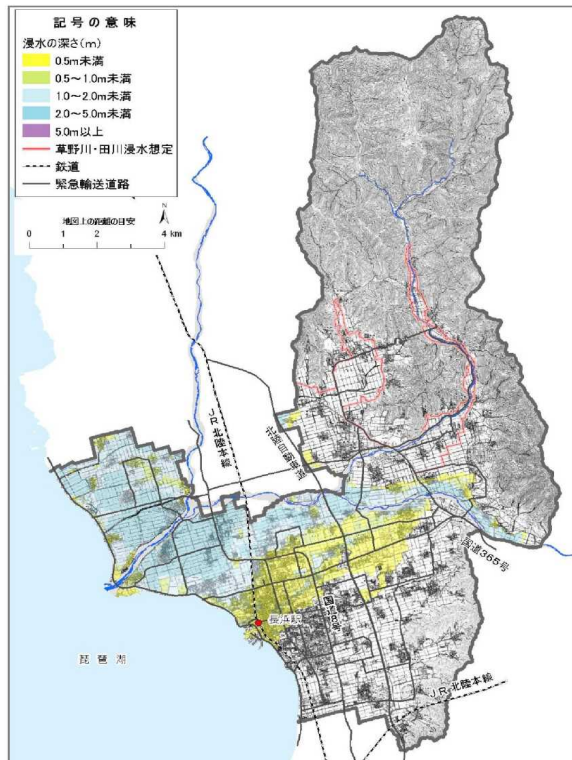 記号の意味
浸水の深さ(m)
0.5m未満
0.5～1.0m未満
1.0～2.0m未満
2.0～5.0m未満
5.0m以上
草野川・田川浸水想定
鉄道
緊急輸送道路
N
地図上の距離の目安
0 1 2 4 km
JR北陸本線
北陸自動車道
国道365号
国道8号
長浜駅
琵琶湖
JR北陸本線